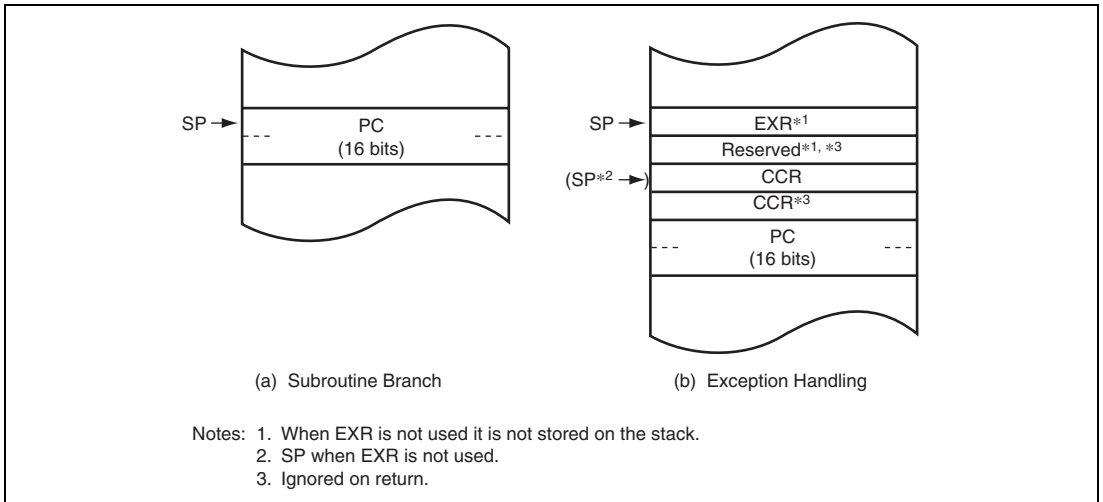 SP
PC
(16 bits)
(a) Subroutine Branch
SP
EXR*1
Reserved*1, *3
(SP*2 )
CCR
CCR*3
PC
(16 bits)
(b) Exception Handling
Notes: 1. When EXR is not used it is not stored on the stack.
2. SP when EXR is not used.
3. Ignored on return.